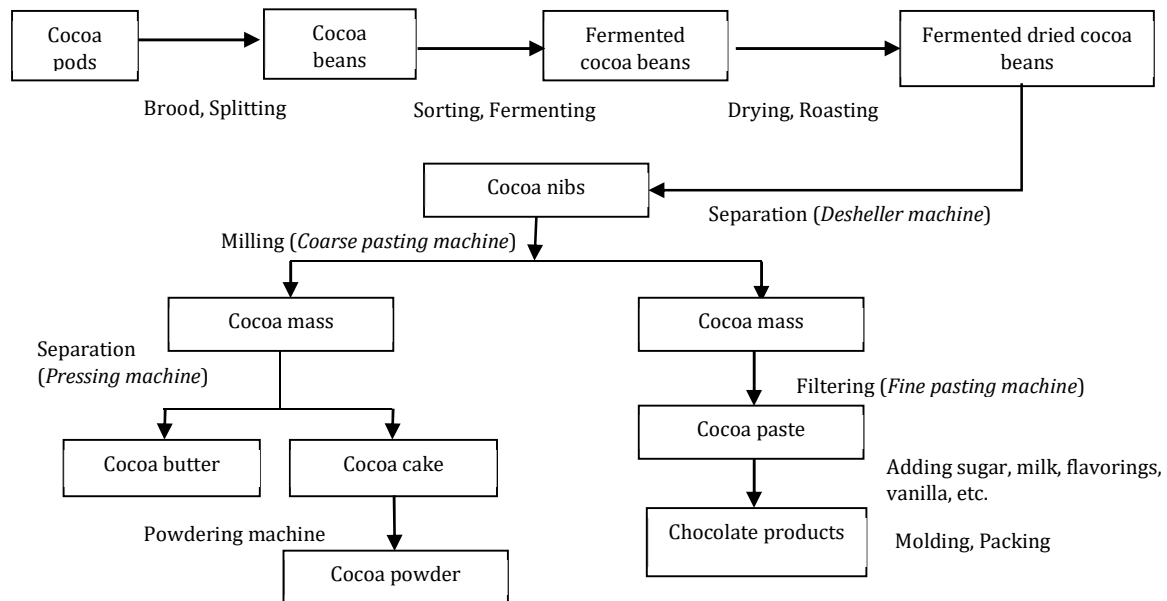 Cocoa
pods
Cocoa
beans
Fermented
cocoa beans
Fermented dried cocoa
beans
Brood, Splitting
Sorting, Fermenting
Drying, Roasting
Cocoa nibs
Separation (Desheller machine)
Milling (Coarse pasting machine)
Cocoa mass
Cocoa mass
Separation
(Pressing machine)
Filtering (Fine pasting machine)
Cocoa paste
Cocoa butter
Cocoa cake
Adding sugar, milk, flavorings,
vanilla, etc.
Powdering machine
Chocolate products
Molding, Packing
Cocoa powder